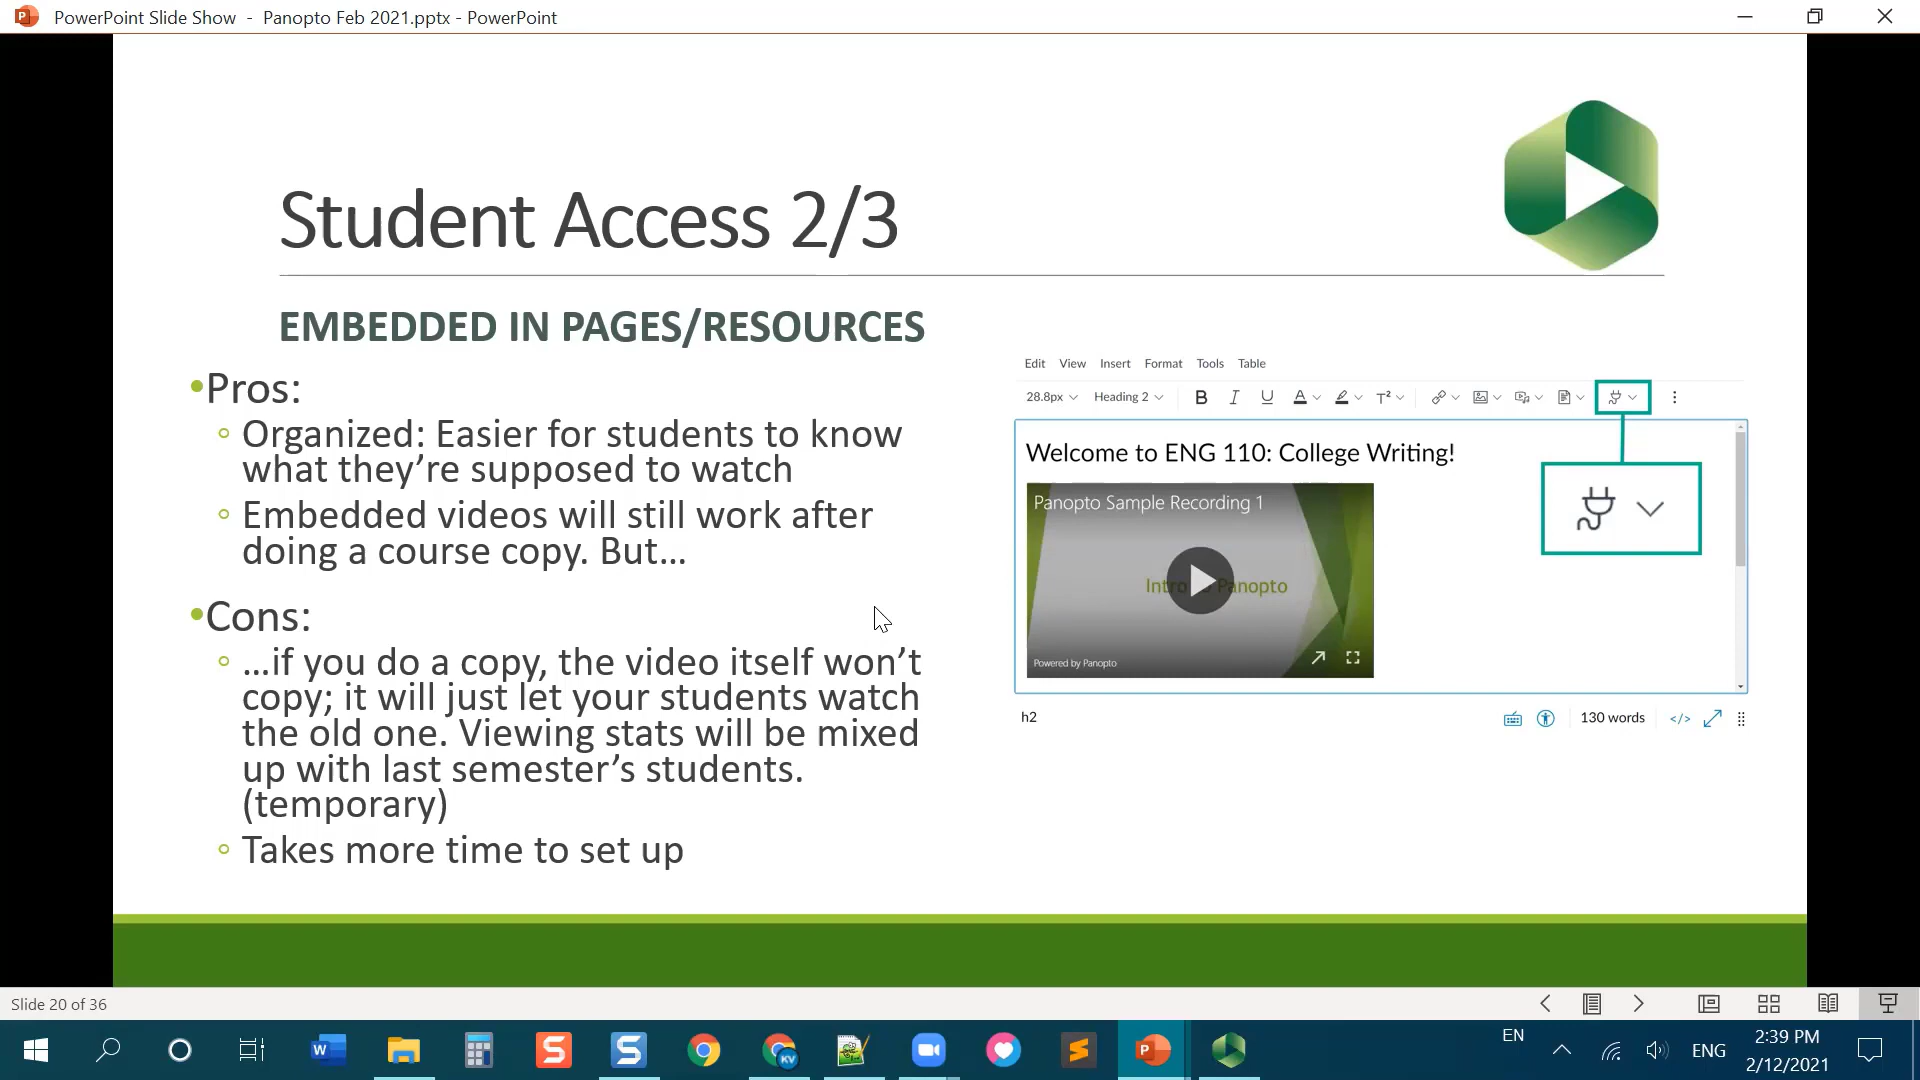 PowerPoint Slide Show - Panopto Feb 2021.pptx - PowerPoint
Student Access 2/3
EMBEDDED IN PAGES/RESOURCES
•Pros:
Organized: Easier for students to know
what they’re supposed to watch
Embedded videos will still work after
doing a course copy. But…
•Cons:
…if you do a copy, the video itself won’t
copy; it will just let your students watch
the old one. Viewing stats will be mixed
up with last semester’s students.
(temporary)
Takes more time to set up
Edit View Insert Format Tools Table
28.8px Heading 2 B I U A T²
Welcome to ENG 110: College Writing!
Panopto Sample Recording 1
Intro to Panopto
Powered by Panopto
h2 130 words </>
Slide 20 of 36
EN
ENG
2:39 PM
2/12/2021
KV